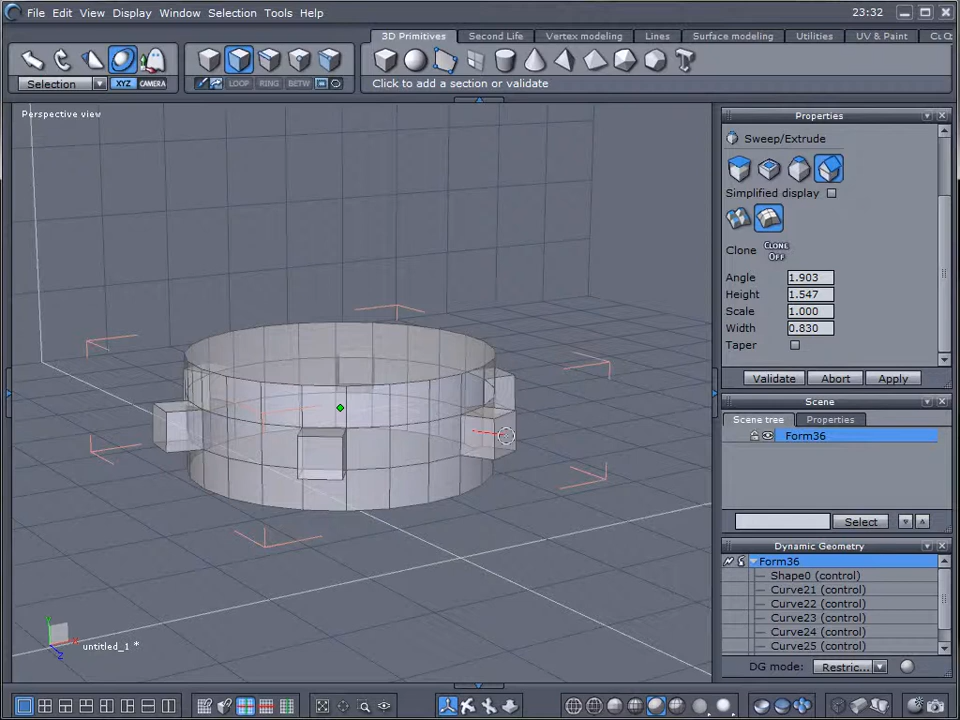 File Edit View Display Window Selection Tools Help 23:32
3D Primitives Second Life Vertex modeling Lines Surface modeling Utilities UV & Paint
Selection XYZ CAMERA LOOP RING BETW Click to add a section or validate
Perspective view
Properties
Sweep/Extrude
Simplified display
Clone CLONE OFF
Angle 1.903
Height 1.547
Scale 1.000
Width 0.830
Taper
Validate Abort Apply
Scene
Scene tree Properties
Form36
Select
Dynamic Geometry
Form36
Shape0 (control)
Curve21 (control)
Curve22 (control)
Curve23 (control)
Curve24 (control)
Curve25 (control)
Y X Z untitled_1 *
DG mode: Restric...